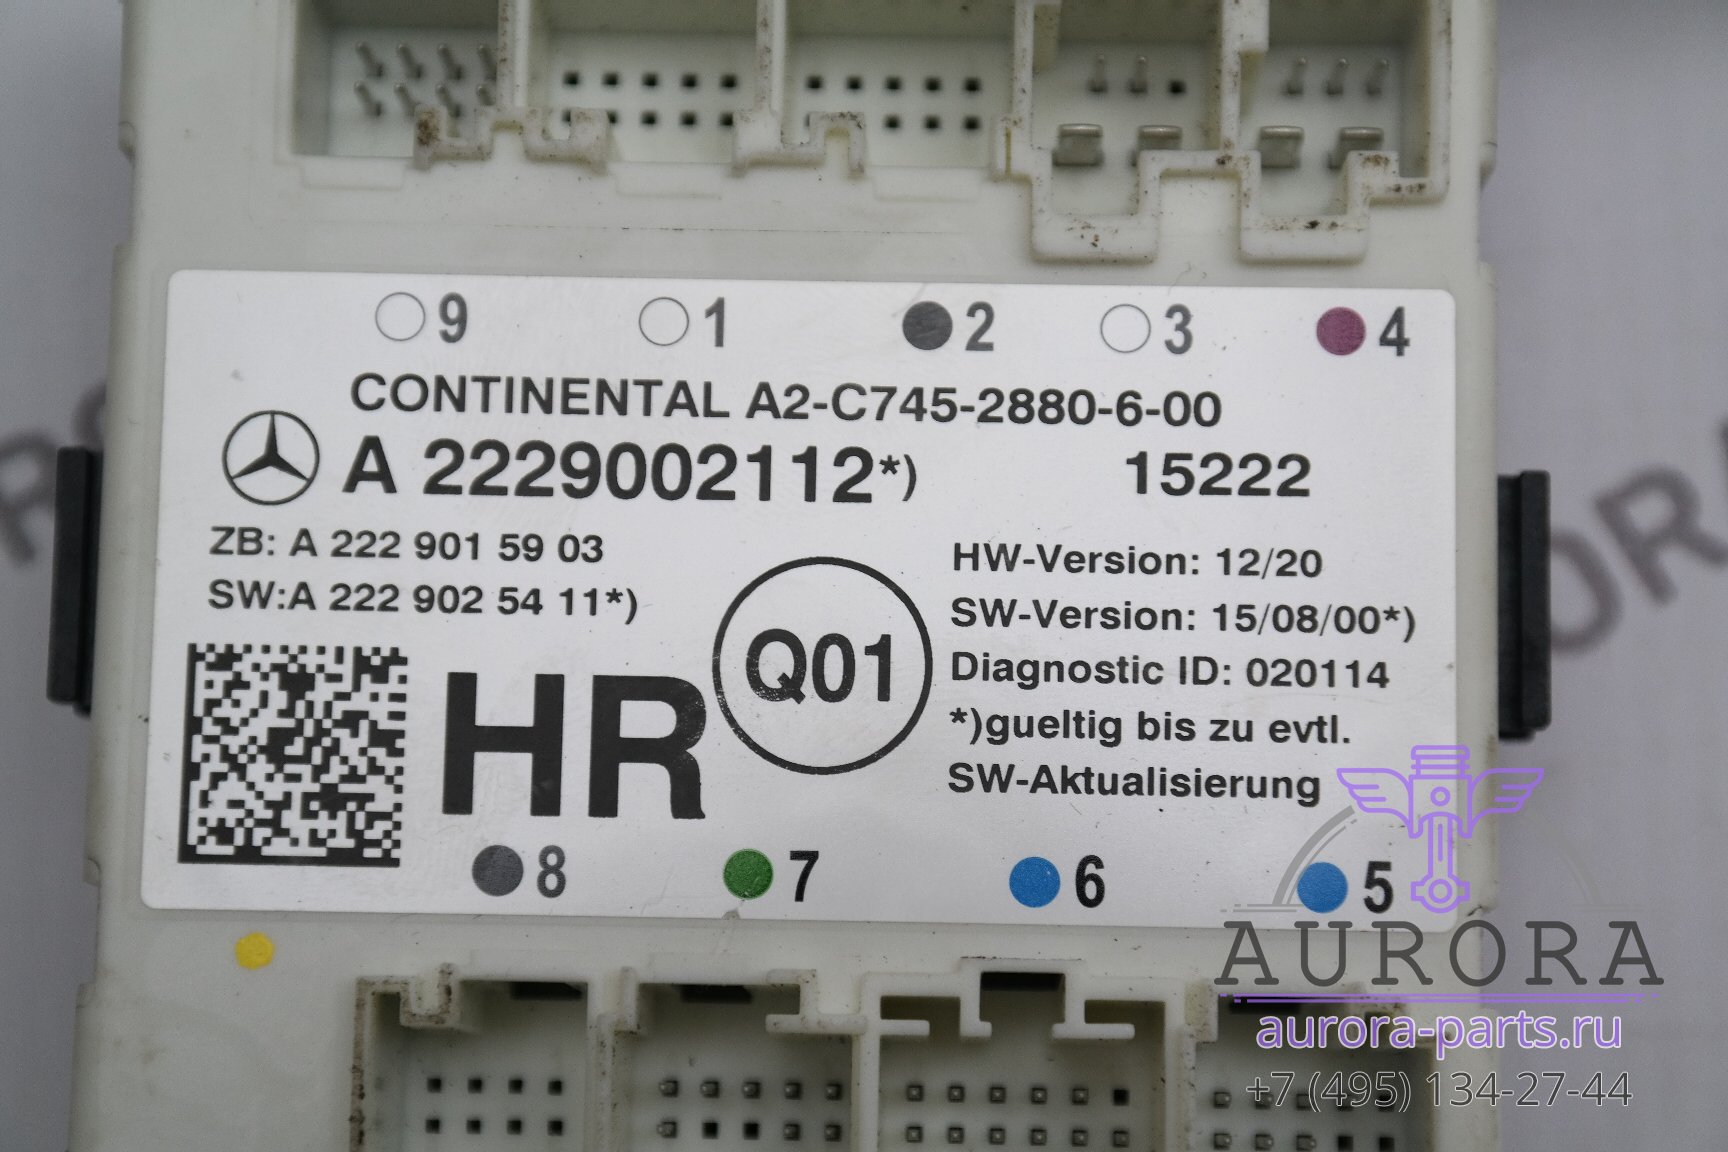 9 1 2 3 4
CONTINENTAL A2-C745-2880-6-00
A 2229002112*) 15222
ZB: A 222 901 59 03
SW:A 222 902 54 11*)
HW-Version: 12/20
SW-Version: 15/08/00*)
Diagnostic ID: 020114
*)gueltig bis zu evtl.
SW-Aktualisierung
HR
Q01
8 7 6 5
AURORA
aurora-parts.ru
+7 (495) 134-27-44